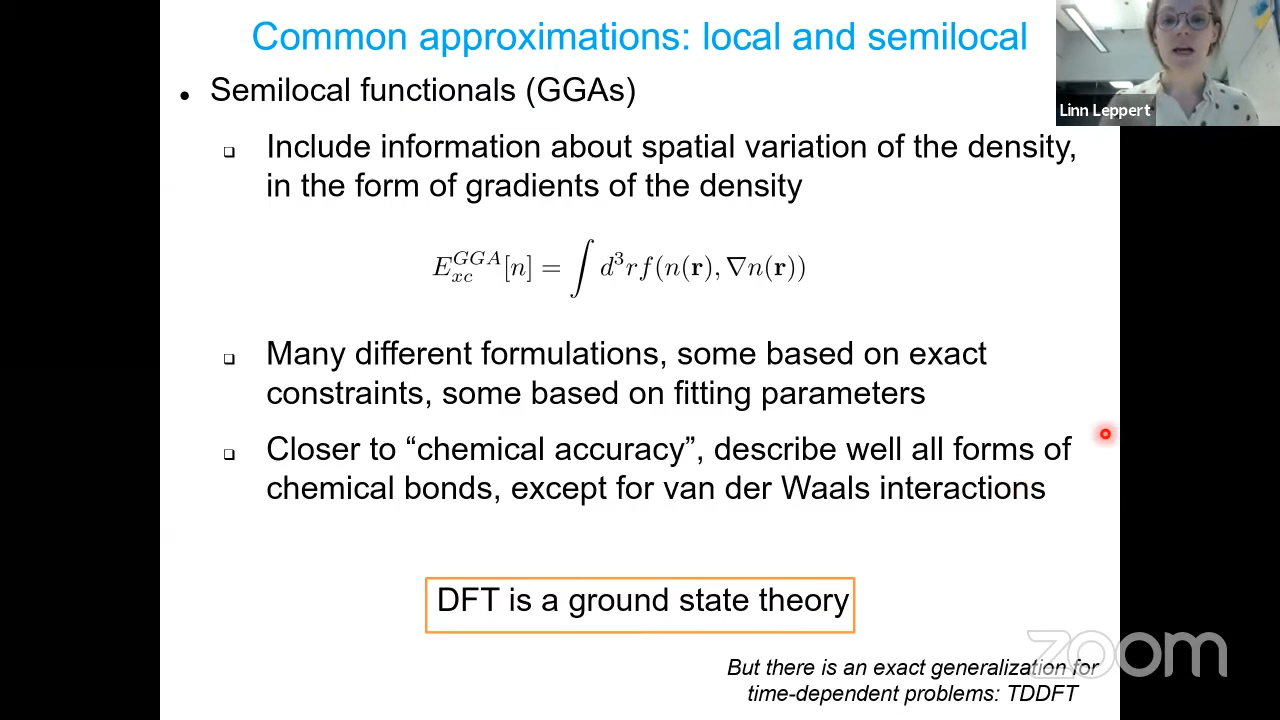 Common approximations: local and semilocal
Linn Leppert
● Semilocal functionals (GGAs)
❑ Include information about spatial variation of the density,
in the form of gradients of the density
$E_{xc}^{GGA}[n] = \int d^3r f(n(\mathbf{r}), \nabla n(\mathbf{r}))$
❑ Many different formulations, some based on exact
constraints, some based on fitting parameters
❑ Closer to “chemical accuracy”, describe well all forms of
chemical bonds, except for van der Waals interactions
DFT is a ground state theory
But there is an exact generalization for
time-dependent problems: TDDFT
zoom